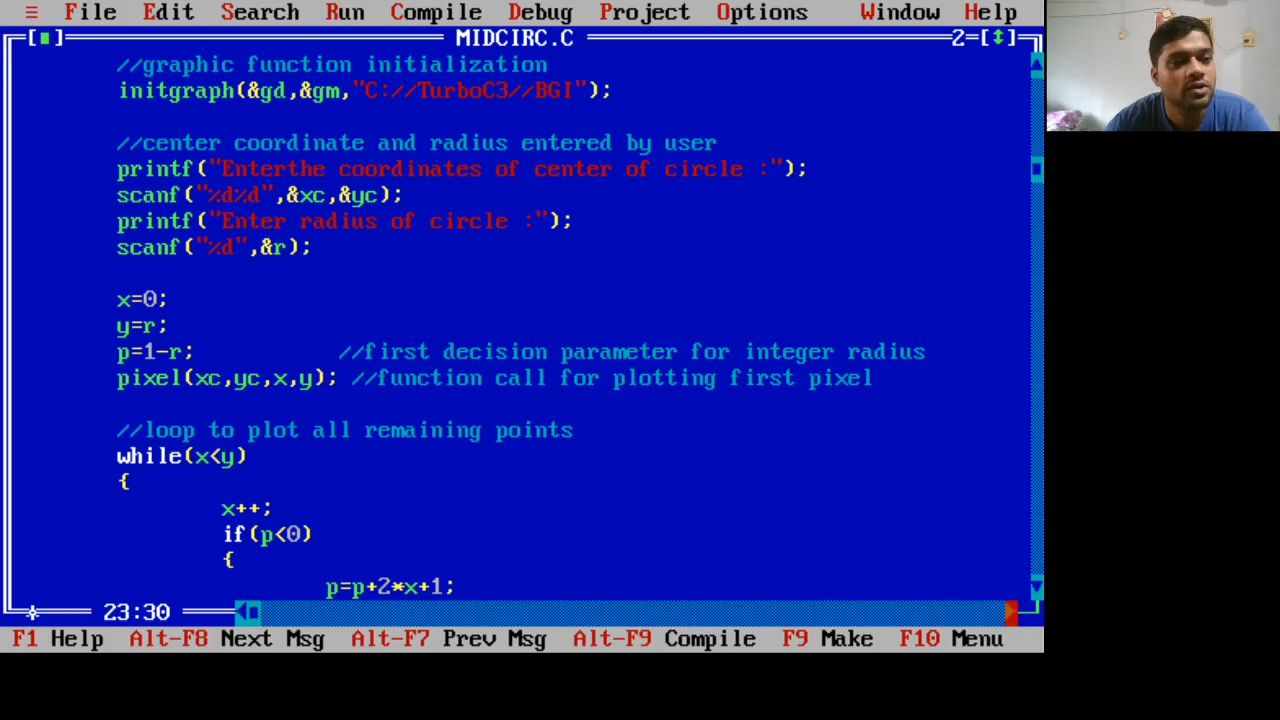 ≡ File Edit Search Run Compile Debug Project Options Window Help
[■] MIDCIRC.C 2=[↕]
//graphic function initialization
initgraph(&gd,&gm,"C://TurboC3//BGI");
//center coordinate and radius entered by user
printf("Enterthe coordinates of center of circle :");
scanf("%d%d",&xc,&yc);
printf("Enter radius of circle :");
scanf("%d",&r);
x=0;
y=r;
p=1-r; //first decision parameter for integer radius
pixel(xc,yc,x,y); //function call for plotting first pixel
//loop to plot all remaining points
while(x<y)
{
x++;
if(p<0)
{
p=p+2*x+1;
23:30
F1 Help Alt-F8 Next Msg Alt-F7 Prev Msg Alt-F9 Compile F9 Make F10 Menu